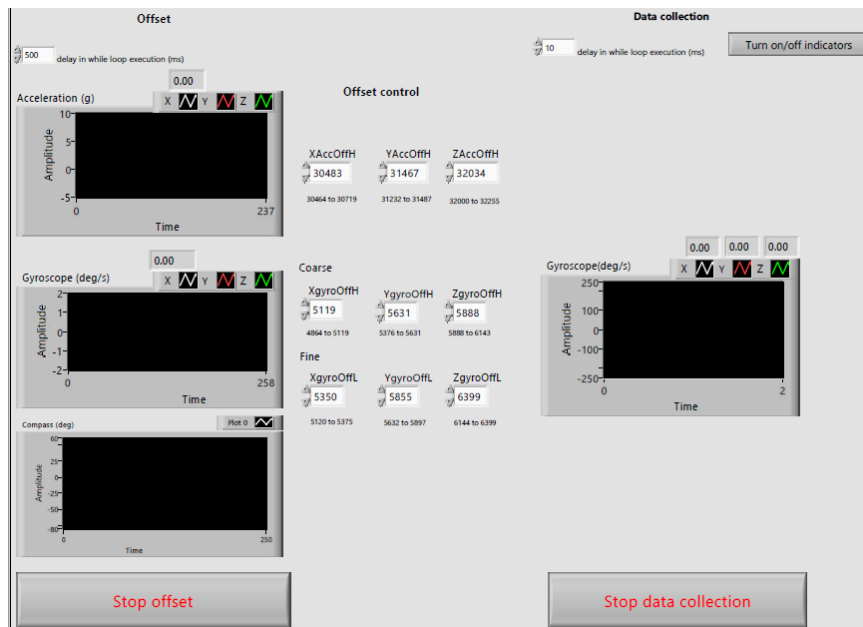 Offset
Data collection
500 delay in while loop execution (ms)
10 delay in while loop execution (ms)
Turn on/off indicators
0.00
Acceleration (g)
X Y Z
Amplitude
10
5
0
-5
0 237
Time
Offset control
XAccOffH YAccOffH ZAccOffH
30483 31467 32034
30464 to 30719 31232 to 31487 32000 to 32255
0.00
Gyroscope (deg/s)
X Y Z
Amplitude
2
1
0
-1
-2
0 258
Time
Coarse
XgyroOffH YgyroOffH ZgyroOffH
5119 5631 5888
4864 to 5119 5376 to 5631 5888 to 6143
Fine
XgyroOffL YgyroOffL ZgyroOffL
5350 5855 6399
5120 to 5375 5632 to 5897 6144 to 6399
0.00 0.00 0.00
Gyroscope(deg/s)
X Y Z
Amplitude
250
100
0
-100
-250
0 2
Time
Compass (deg)
Plot 0
Amplitude
60
25
0
-25
-50
-80
0 250
Time
Stop offset
Stop data collection